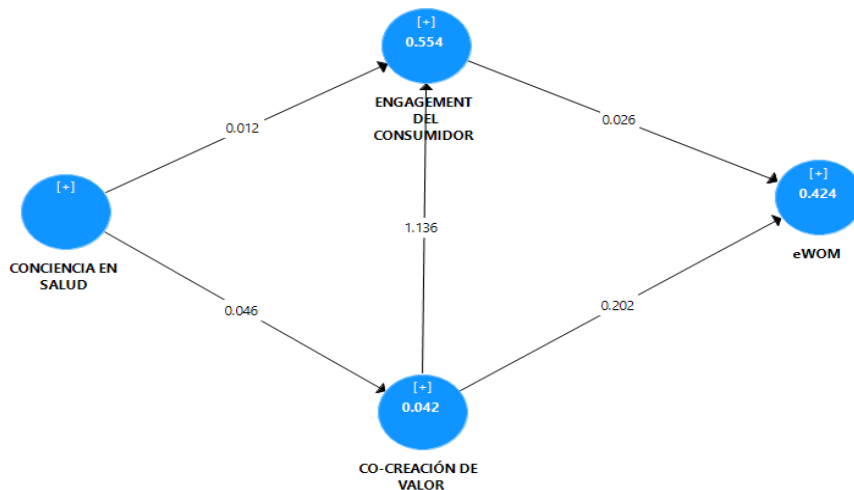 [+]
0.554
ENGAGEMENT
DEL
CONSUMIDOR
0.012
0.026
[+]
CONCIENCIA EN
SALUD
1.136
[+]
0.424
eWOM
0.046
0.202
[+]
0.042
CO-CREACIÓN DE
VALOR